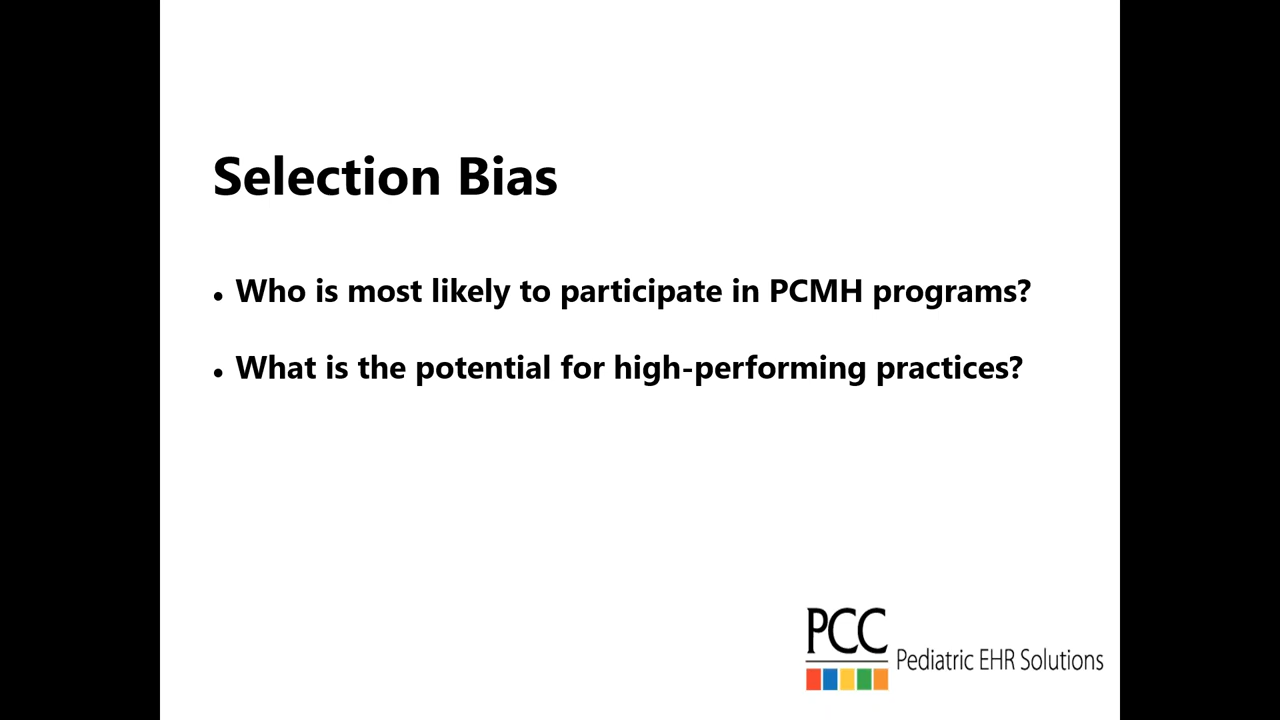 Selection Bias
• Who is most likely to participate in PCMH programs?
• What is the potential for high-performing practices?
PCC
Pediatric EHR Solutions